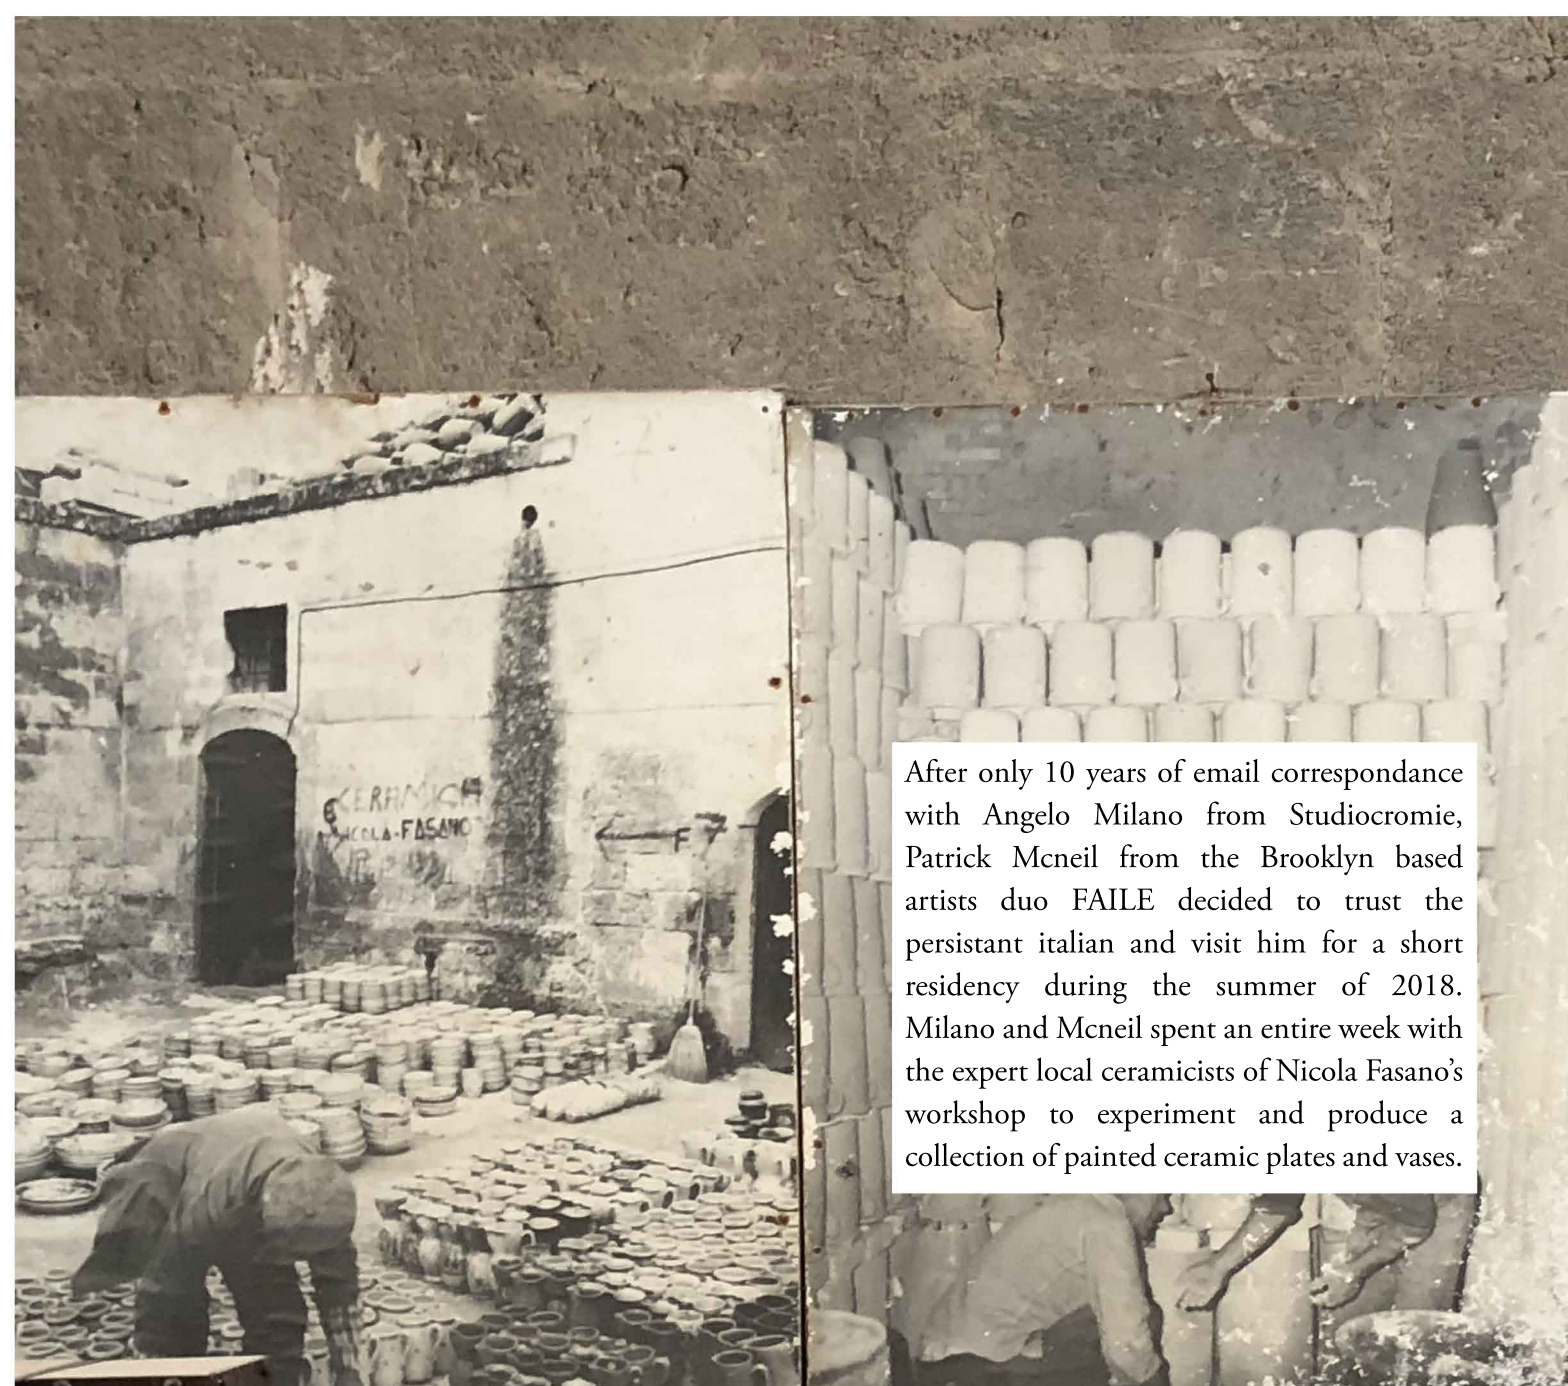 CERAMICH
NICOLA-FASANO
After only 10 years of email correspondance
with Angelo Milano from Studiocromie,
Patrick Mcneil from the Brooklyn based
artists duo FAILE decided to trust the
persistant italian and visit him for a short
residency during the summer of 2018.
Milano and Mcneil spent an entire week with
the expert local ceramicists of Nicola Fasano’s
workshop to experiment and produce a
collection of painted ceramic plates and vases.